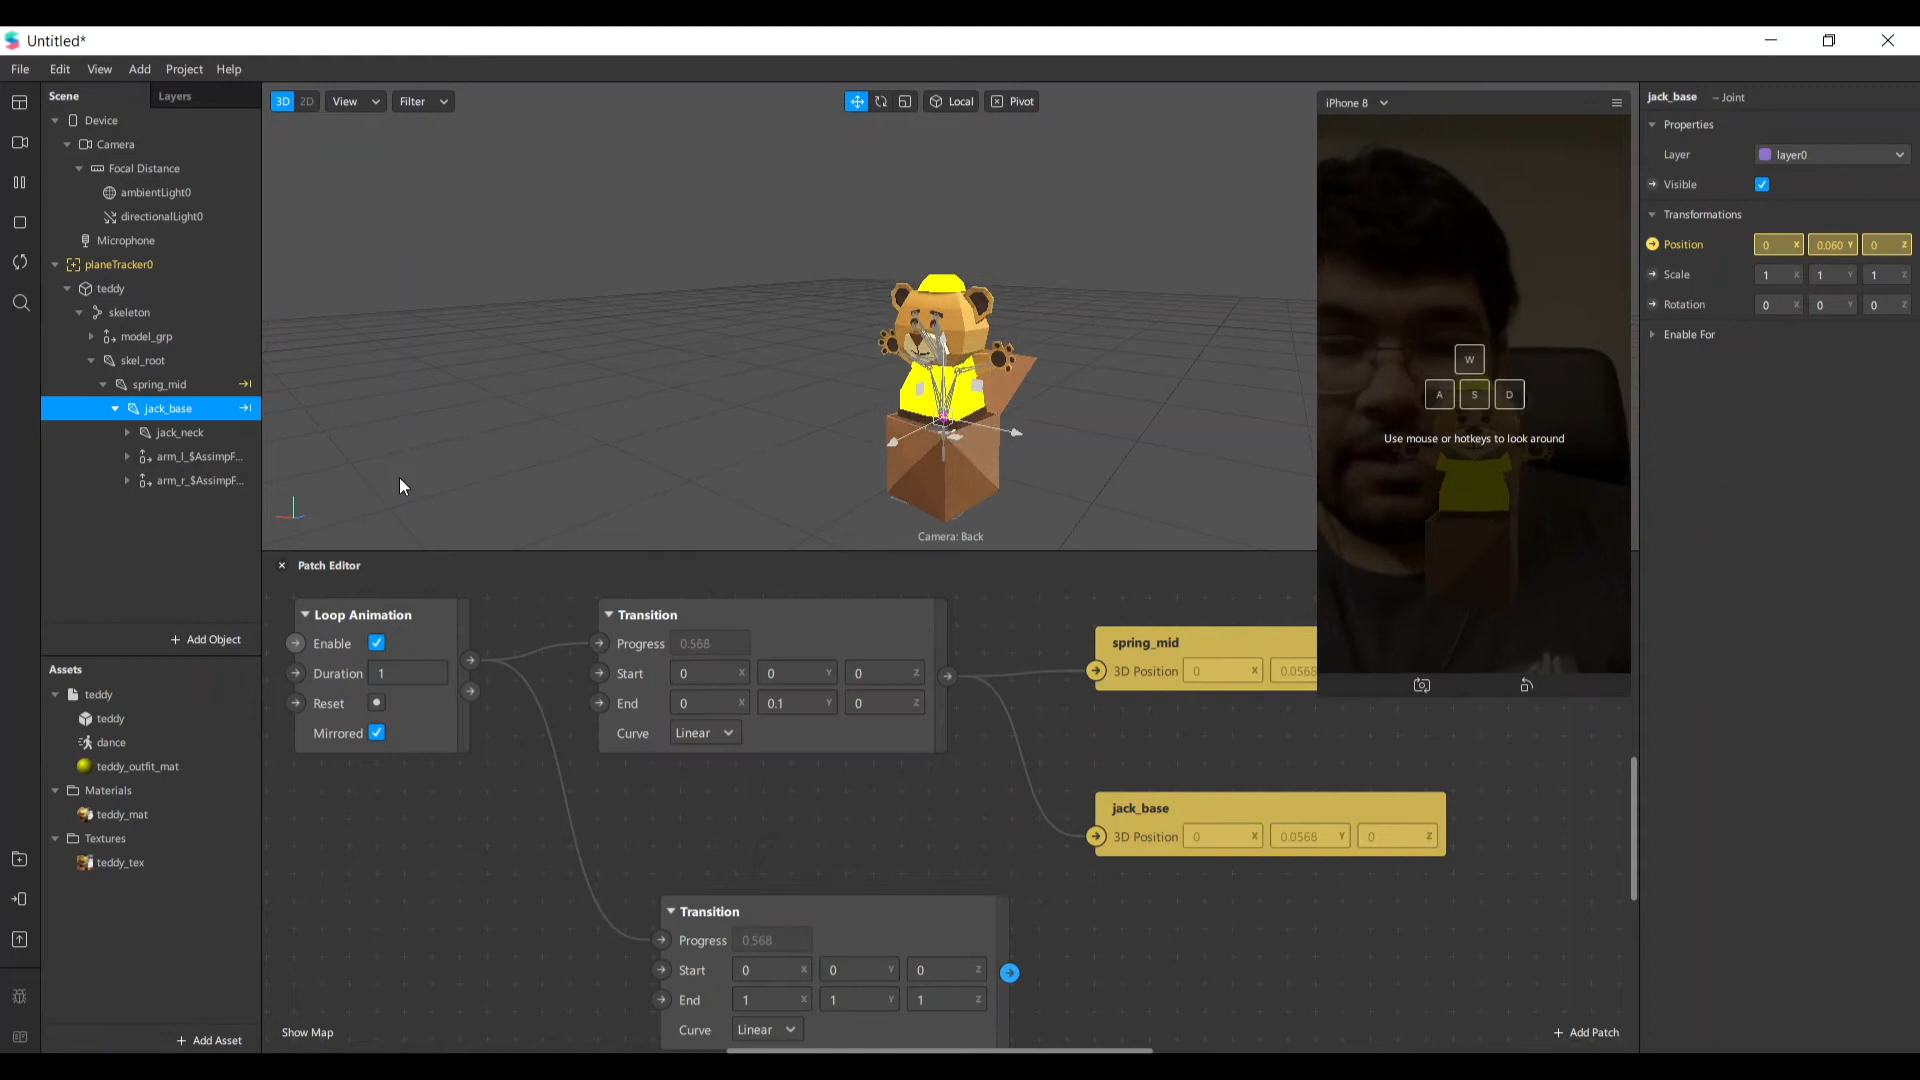 Untitled*
File Edit View Add Project Help
Scene Layers
Device
Camera
Focal Distance
ambientLight0
directionalLight0
Microphone
planeTracker0
teddy
skeleton
model_grp
skel_root
spring_mid
jack_base
jack_neck
arm_l_$AssimpF...
arm_r_$AssimpF...
+ Add Object
Assets
teddy
teddy
dance
teddy_outfit_mat
Materials
teddy_mat
Textures
teddy_tex
+ Add Asset
3D 2D View Filter Local Pivot
Camera: Back
iPhone 8
W
A S D
Use mouse or hotkeys to look around
jack_base – Joint
Properties
Layer layer0
Visible
Transformations
Position 0 X 0.060 Y 0 Z
Scale 1 X 1 Y 1 Z
Rotation 0 X 0 Y 0 Z
Enable For
× Patch Editor
Loop Animation
Enable
Duration 1
Reset
Mirrored
Transition
Progress 0.568
Start 0 X 0 Y 0 Z
End 0 X 0.1 Y 0 Z
Curve Linear
spring_mid
3D Position 0 X 0.0568
jack_base
3D Position 0 X 0.0568 Y 0 Z
Transition
Progress 0.568
Start 0 X 0 Y 0 Z
End 1 X 1 Y 1 Z
Curve Linear
Show Map
+ Add Patch